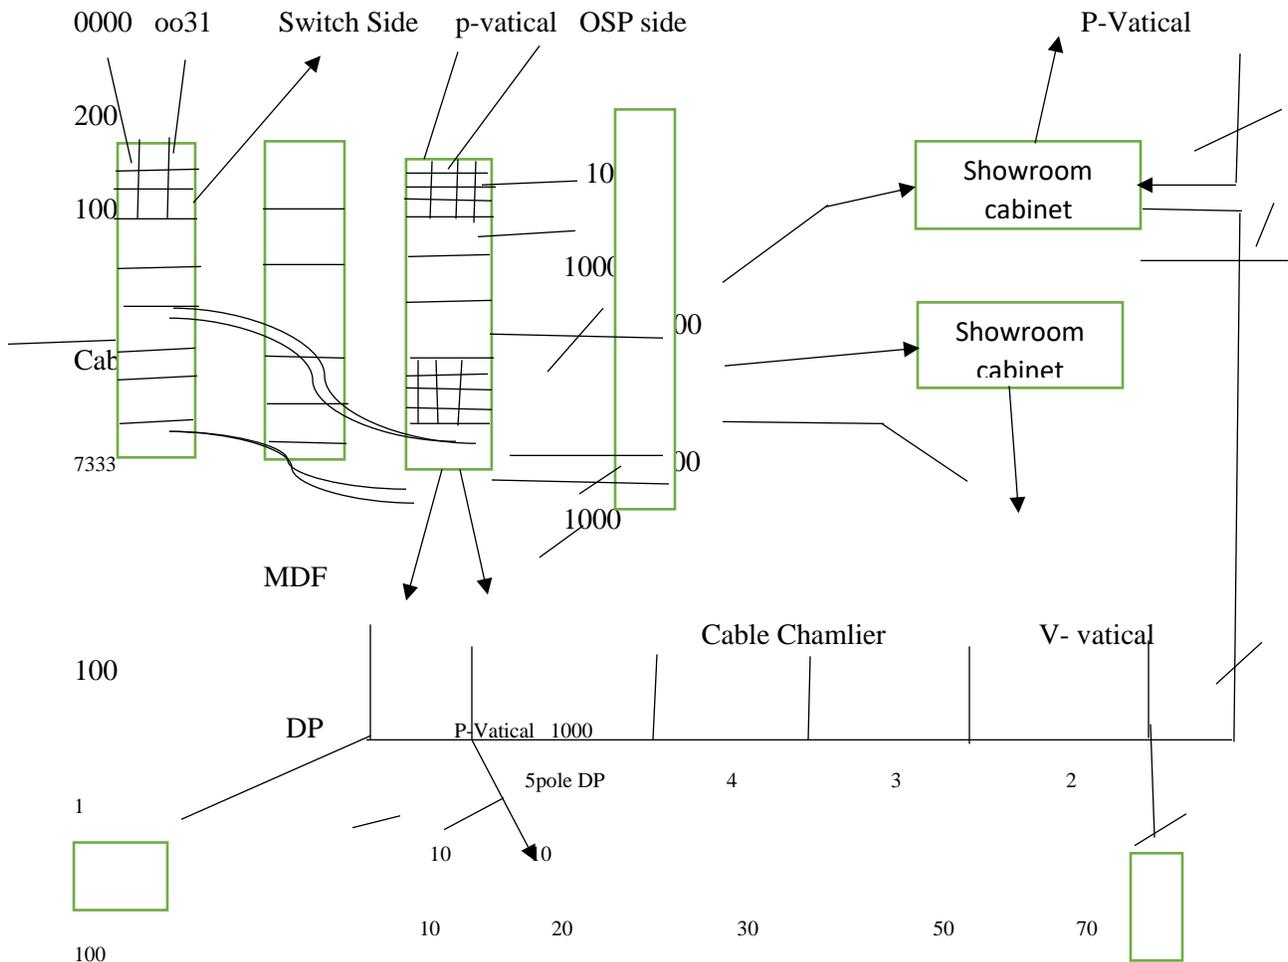 0000 oo31 Switch Side p-vatical OSP side P-Vatical
200
Showroom
cabinet
10
100
1000
00
Showroom
cabinet
Cab
7333
00
1000
MDF
Cable Chamlier V- vatical
100
DP
P-Vatical 1000
5pole DP 4 3 2
1
10 10
10 20 30 50 70
100